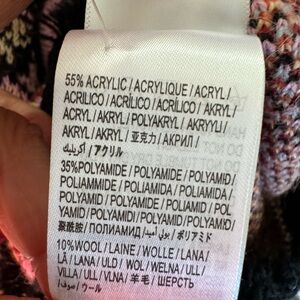 55% ACRYLIC / ACRYLIQUE / ACRYL /
ACRILICO / ACRÍLICO / ACRÍLICO / AKRYL/
ACRYL / AKRYL / POLYAKRYL / AKRYYLI /
AKRYL / AKRYL / 亚克力 / АКРИЛ /
أكريليك / アクリル
35%POLYAMIDE / POLYAMIDE / POLYAMID /
POLIAMMIDE / POLIAMIDA / POLIAMIDA /
POLYAMIDE / POLYAMID / POLIAMID / POL
YAMID / POLYAMIDI/POLYAMID/POLYAMID/
聚酰胺 / ПОЛИАМИД / بولي أميد / ポリアミド
10%WOOL / LAINE / WOLLE / LANA /
LÃ / LANA / ULD / WOL / WEŁNA / ULL /
VILLA / ULL / VLNA / 羊毛 / ШЕРСТЬ /
صوف / ウール